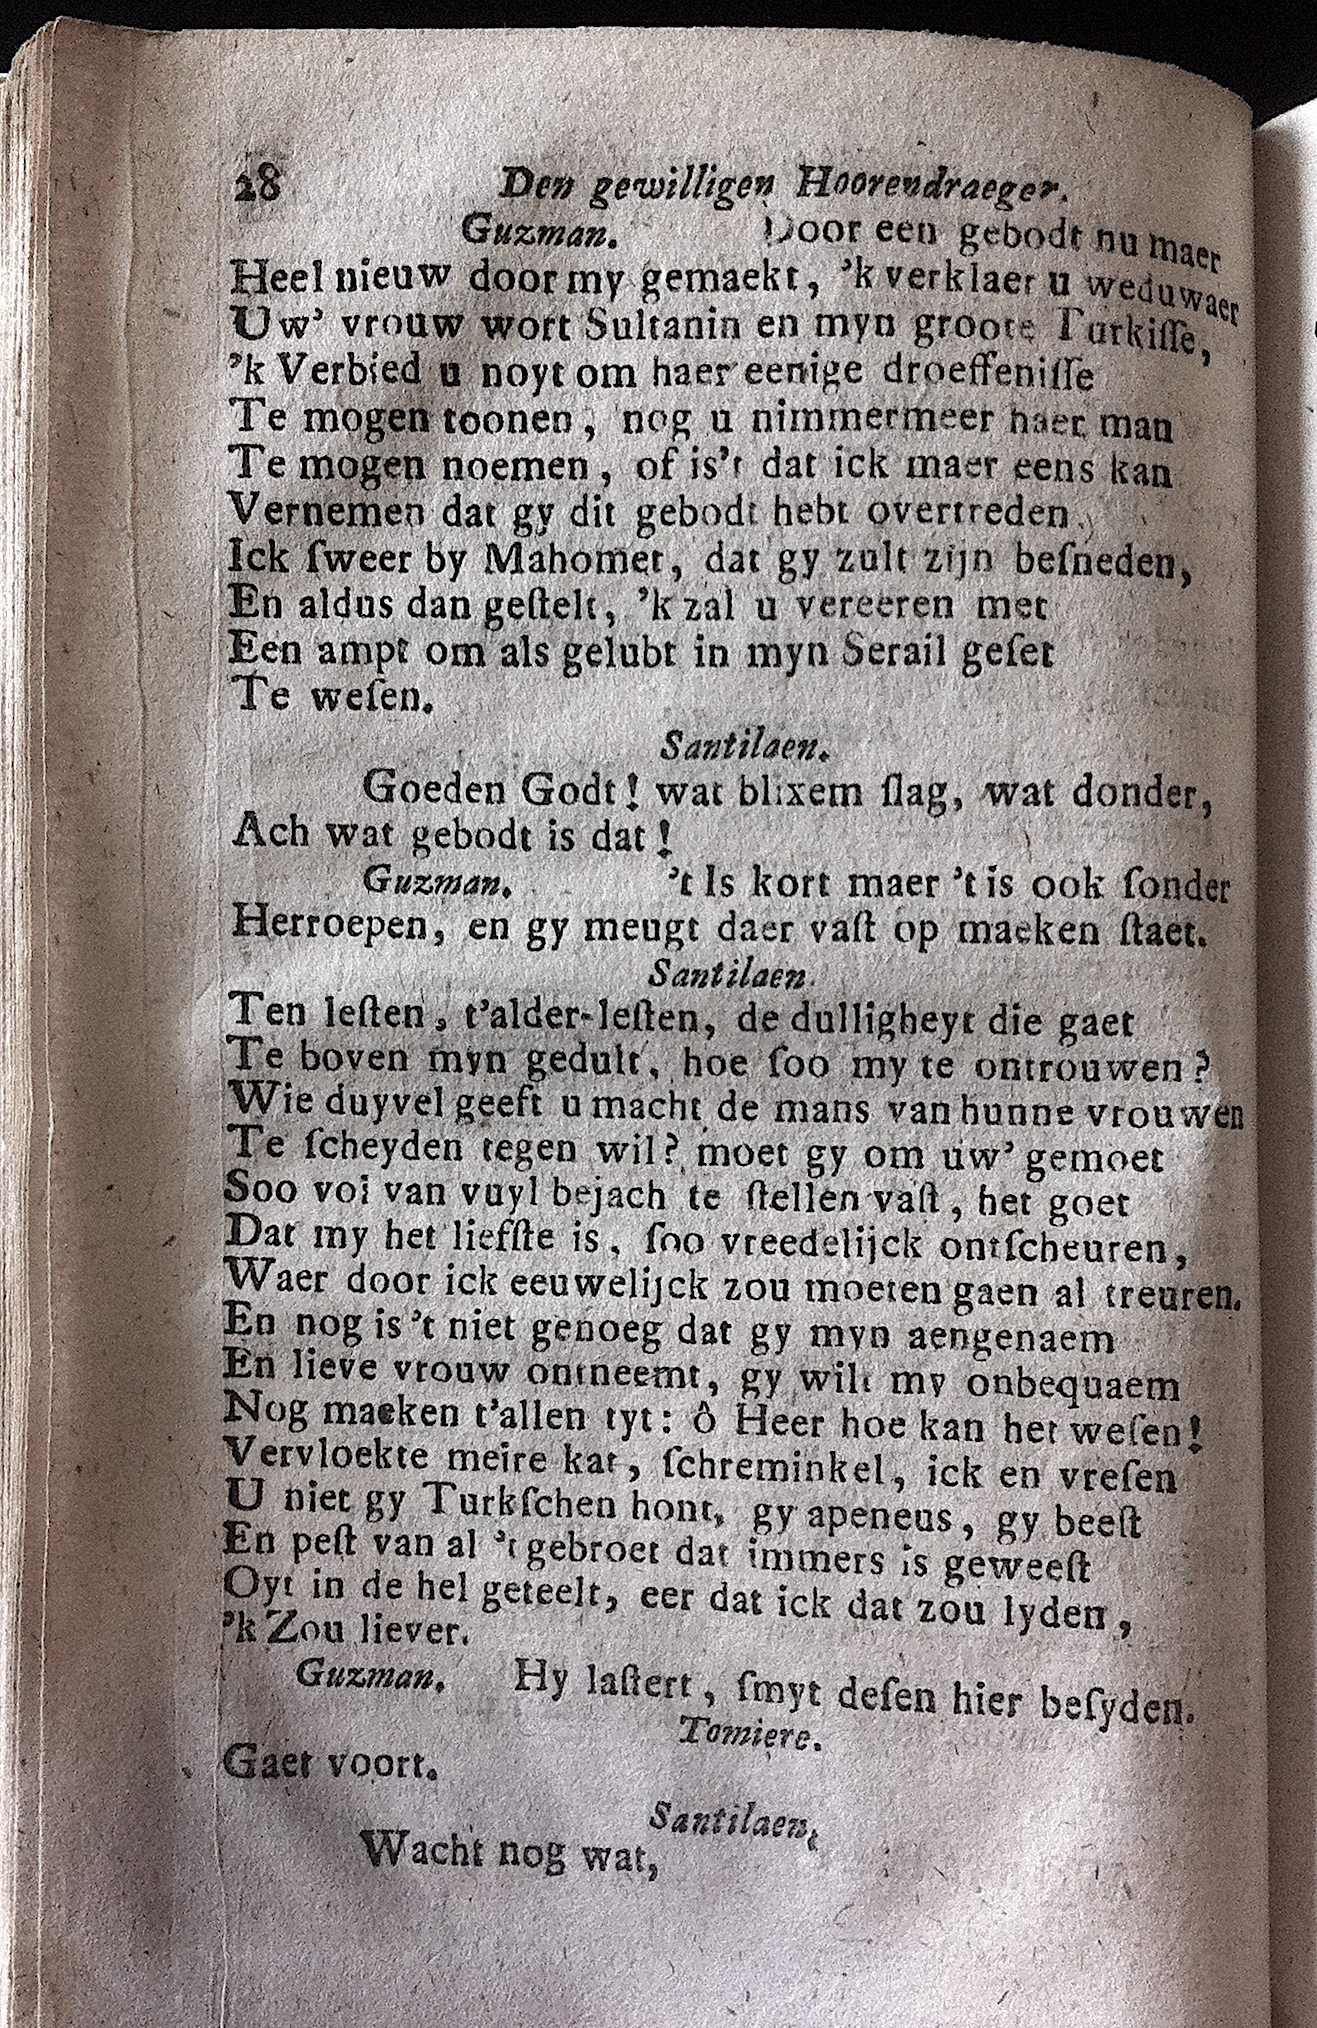 28 Den gewilligen Hoorendraeger.
Guzman. Door een gebodt nu maer
Heel nieuw door my gemaekt, ’k verklaer u weduwaer
Uw’ vrouw wort Sultanin en myn groote Turkiſſe,
’k Verbied u noyt om haer eenige droeffeniſſe
Te mogen toonen, nog u nimmermeer haer man
Te mogen noemen, of is’t dat ick maer eens kan
Vernemen dat gy dit gebodt hebt overtreden,
Ick ſweer by Mahomet, dat gy zult zijn beſneden,
En aldus dan geſtelt, ’k zal u vereeren met
Een ampt om als gelubt in myn Serail geſet
Te weſen.
Santilaen.
Goeden Godt! wat blixem ſlag, wat donder,
Ach wat gebodt is dat!
Guzman. ’t Is kort maer ’t is ook ſonder
Herroepen, en gy meugt daer vaſt op maeken ſtaet.
Santilaen.
Ten leſten, t’alder-leſten, de dulligheyt die gaet
Te boven myn gedult, hoe ſoo my te ontrouwen?
Wie duyvel geeft u macht de mans van hunne vrouwen
Te ſcheyden tegen wil? moet gy om uw’ gemoet
Soo vol van vuyl bejach te ſtellen vaſt, het goet
Dat my het liefſte is, ſoo vreedelijck ontſcheuren,
Waer door ick eeuwelijck zou moeten gaen al treuren.
En nog is ’t niet genoeg dat gy myn aengenaem
En lieve vrouw ontneemt, gy wilt my onbequaem
Nog maeken t’allen tyt: ô Heer hoe kan het weſen!
Vervloekte meire kat, ſchreminkel, ick en vreſen
U niet gy Turkſchen hont, gy apeneus, gy beeſt
En peſt van al ’t gebroet dat immers is geweeſt
Oyt in de hel geteelt, eer dat ick dat zou lyden,
’k Zou liever.
Guzman. Hy laſtert, ſmyt deſen hier beſyden.
Tomiere.
Gaet voort.
Santilaen.
Wacht nog wat,